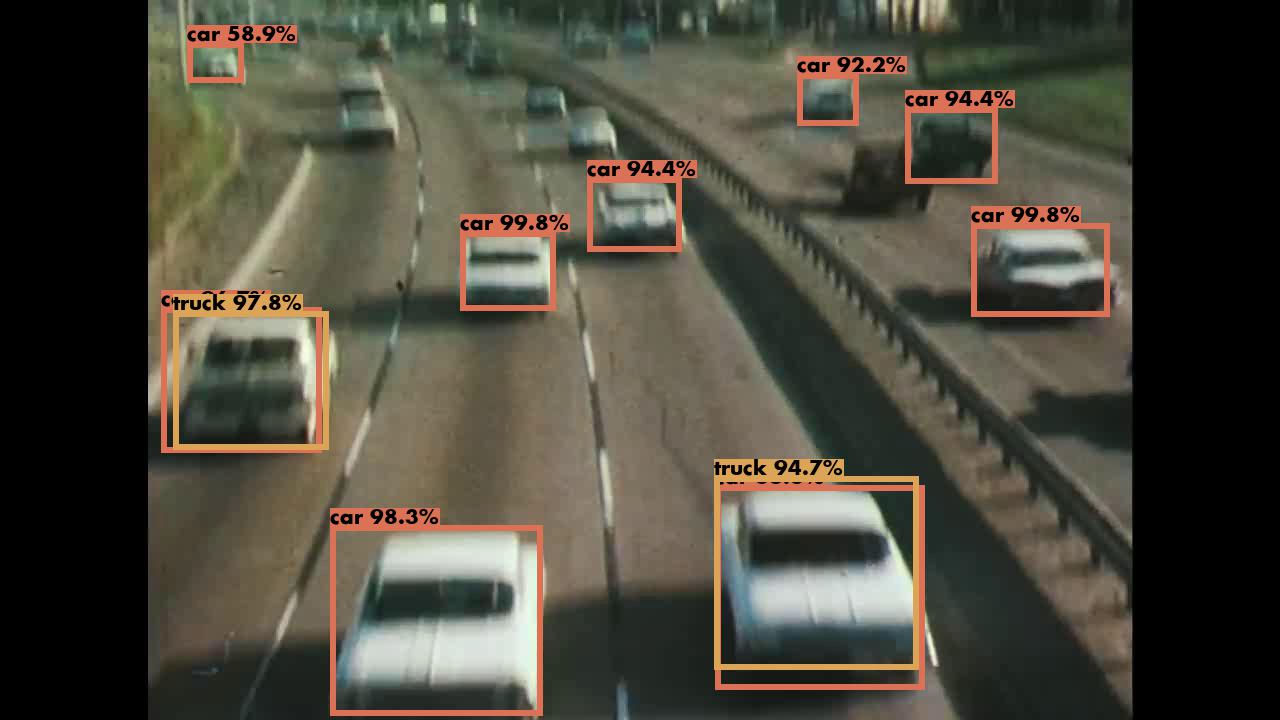 car 58.9%
car 92.2%
car 94.4%
car 94.4%
car 99.8%
car 99.8%
truck 97.8%
truck 94.7%
car 98.3%